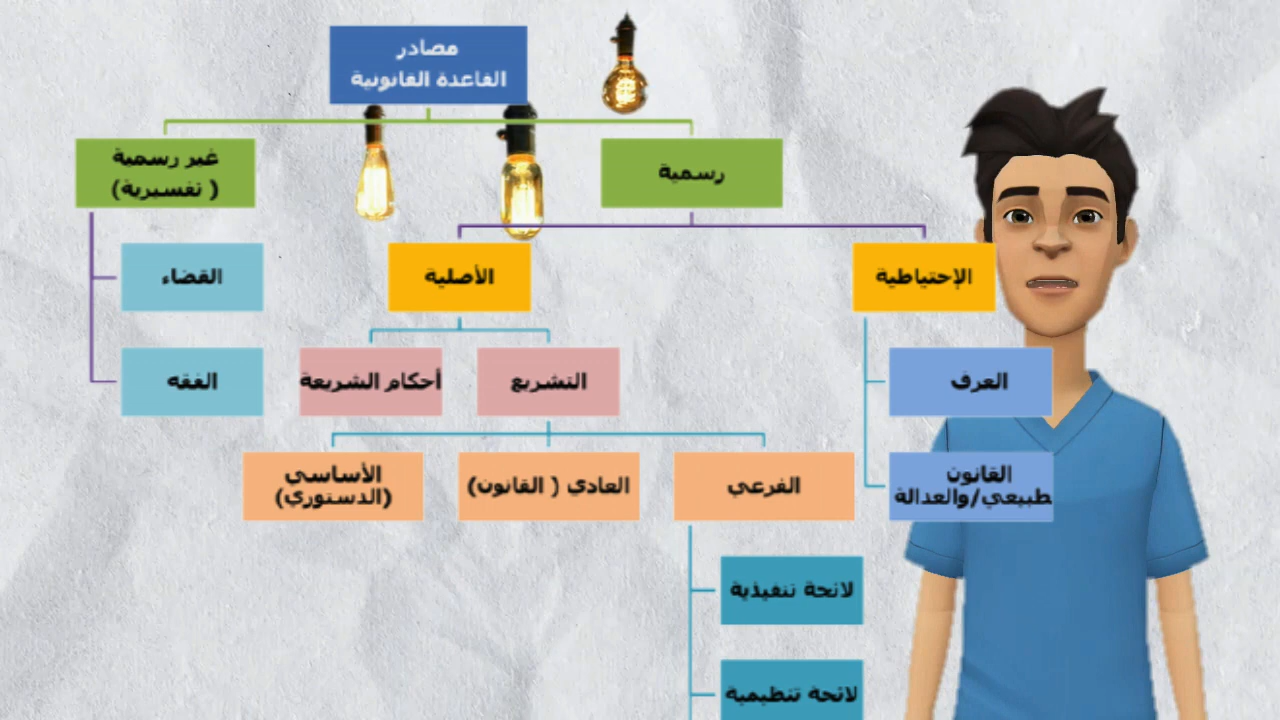 مصادر
القاعدة القانونية
رسمية
غير رسمية
( تفسيرية)
الإحتياطية
الأصلية
القضاء
العرف
التشريع
أحكام الشريعة
الفقه
القانون
طبيعي/والعدالة
الفرعي
العادي ( القانون)
الأساسي
(الدستوري)
لائحة تنفيذية
لائحة تنظيمية